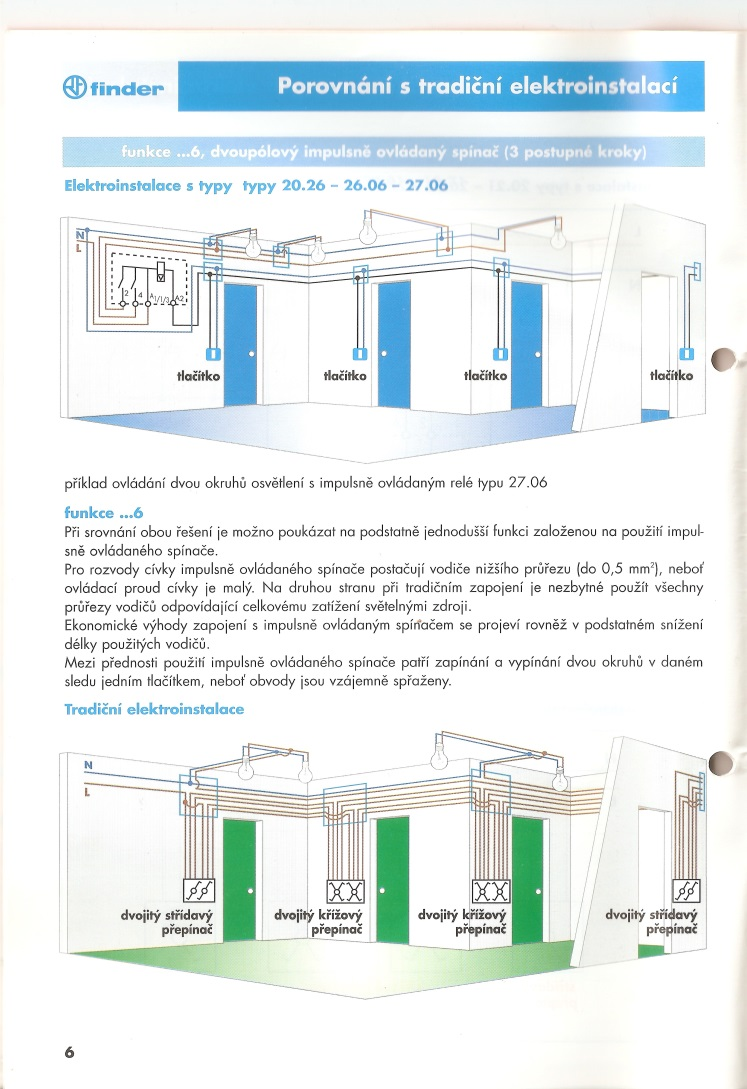 finder
Porovnání s tradiční elektroinstalací
funkce ...6, dvoupólový impulsně ovládaný spínač (3 postupné kroky)
Elektroinstalace s typy typy 20.26 – 26.06 – 27.06
N
L
2 4 A1/1/3 A2
tlačítko tlačítko tlačítko tlačítko
příklad ovládání dvou okruhů osvětlení s impulsně ovládaným relé typu 27.06
funkce ...6
Při srovnání obou řešení je možno poukázat na podstatně jednodušší funkci založenou na použití impul-
sně ovládaného spínače.
Pro rozvody cívky impulsně ovládaného spínače postačují vodiče nižšího průřezu (do 0,5 mm²), neboť
ovládací proud cívky je malý. Na druhou stranu při tradičním zapojení je nezbytné použít všechny
průřezy vodičů odpovídající celkovému zatížení světelnými zdroji.
Ekonomické výhody zapojení s impulsně ovládaným spínačem se projeví rovněž v podstatném snížení
délky použitých vodičů.
Mezi přednosti použití impulsně ovládaného spínače patří zapínání a vypínání dvou okruhů v daném
sledu jedním tlačítkem, neboť obvody jsou vzájemně spřaženy.
Tradiční elektroinstalace
N
L
dvojitý střídavý přepínač
dvojitý křížový přepínač
dvojitý křížový přepínač
dvojitý střídavý přepínač
6